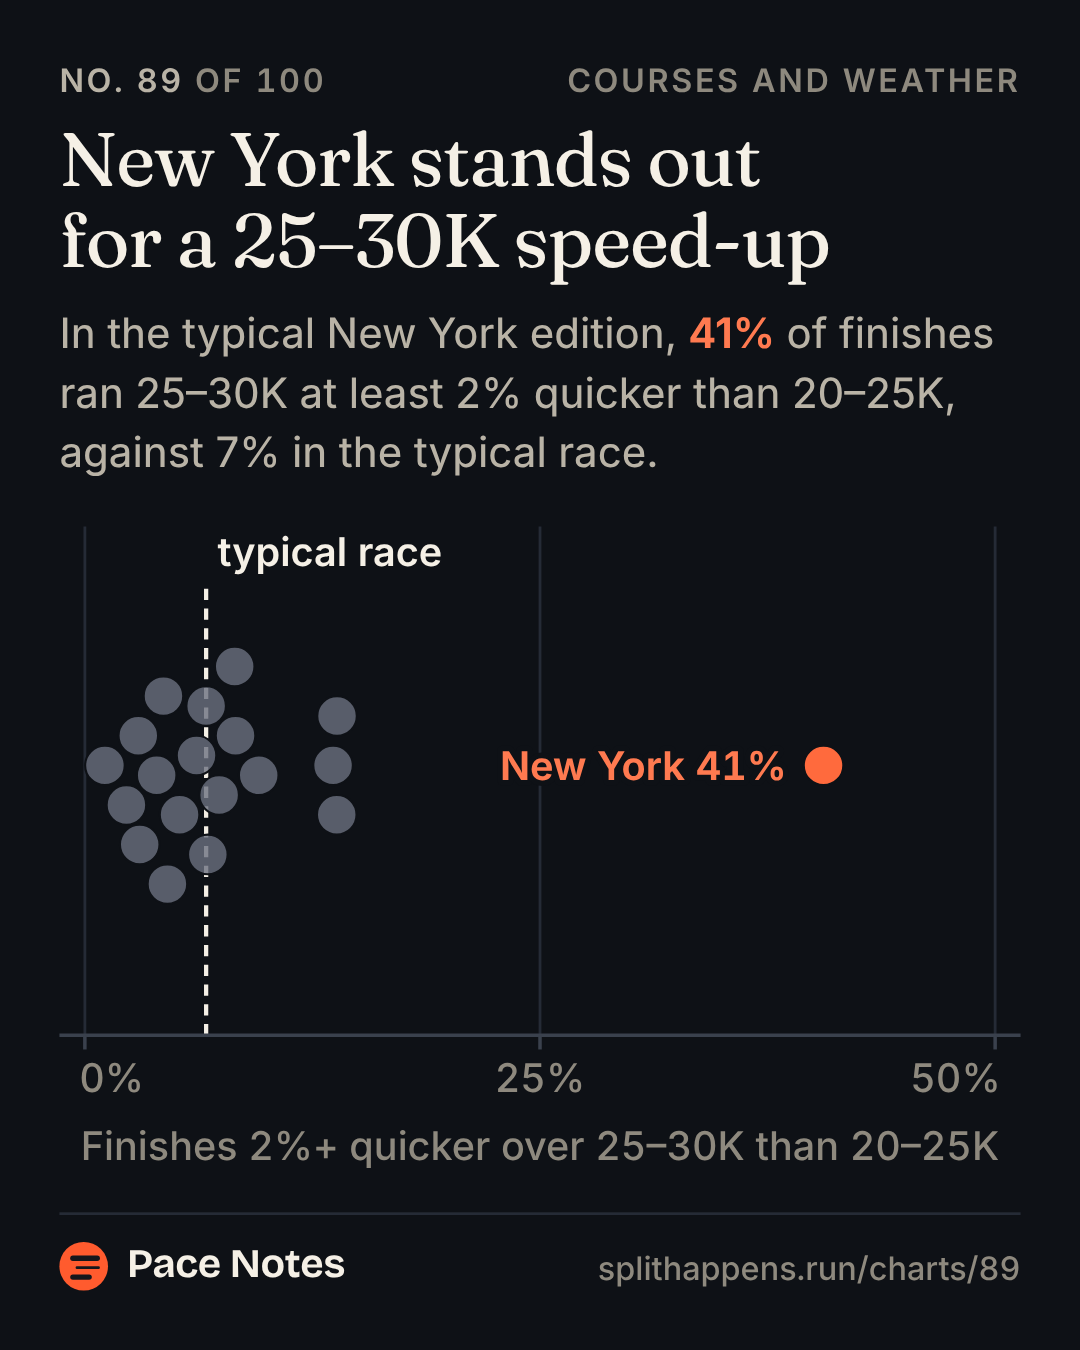 NO. 89 OF 100
COURSES AND WEATHER
New York stands out
for a 25–30K speed-up
In the typical New York edition, 41% of finishes
ran 25–30K at least 2% quicker than 20–25K,
against 7% in the typical race.
typical race
New York 41%
0%
25%
50%
Finishes 2%+ quicker over 25–30K than 20–25K
Pace Notes
splithappens.run/charts/89